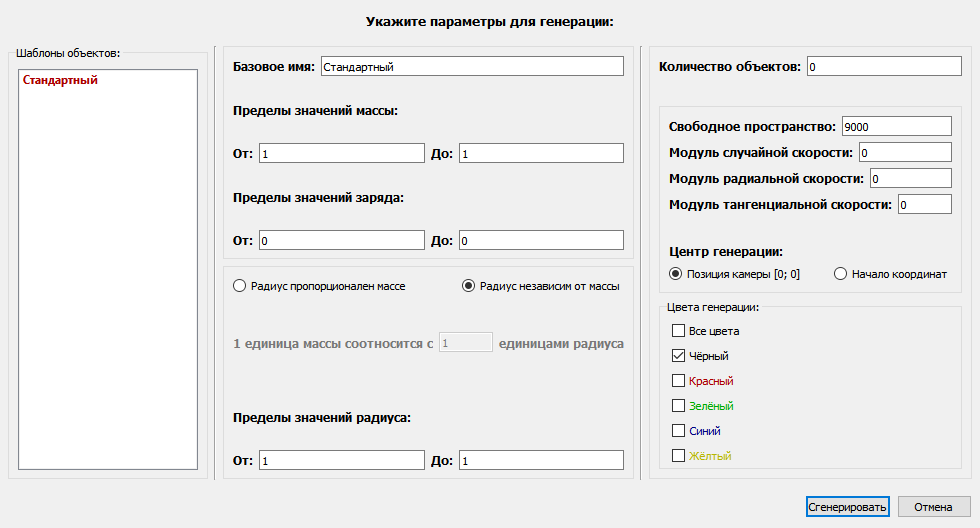 Укажите параметры для генерации:
Шаблоны объектов:
Стандартный
Базовое имя: Стандартный
Пределы значений массы:
От: 1 До: 1
Пределы значений заряда:
От: 0 До: 0
Радиус пропорционален массе Радиус независим от массы
1 единица массы соотносится с 1 единицами радиуса
Пределы значений радиуса:
От: 1 До: 1
Количество объектов: 0
Свободное пространство: 9000
Модуль случайной скорости: 0
Модуль радиальной скорости: 0
Модуль тангенциальной скорости: 0
Центр генерации:
Позиция камеры [0; 0] Начало координат
Цвета генерации:
Все цвета
Чёрный
Красный
Зелёный
Синий
Жёлтый
Сгенерировать Отмена